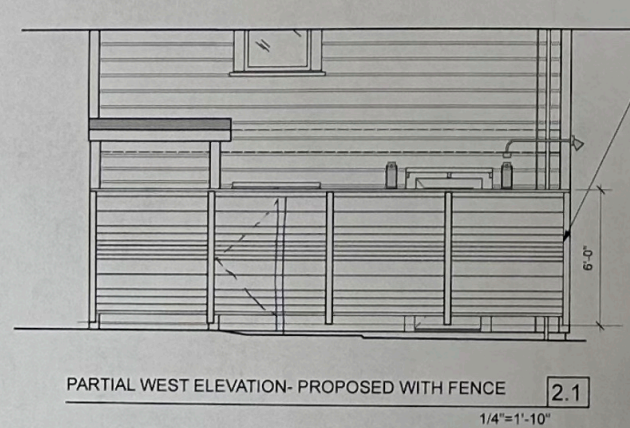 6'-0"
PARTIAL WEST ELEVATION- PROPOSED WITH FENCE
2.1
1/4"=1'-10"